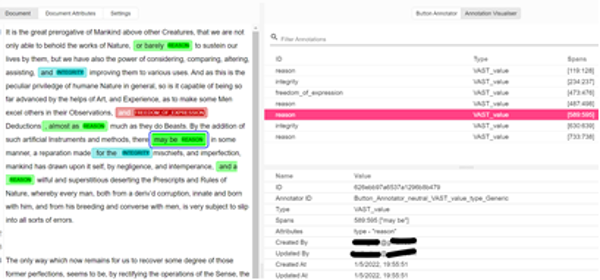 Document Document Attributes Settings
It is the great prerogative of Mankind above other Creatures, that we are not
only able to behold the works of Nature, or barely REASON to sustein our
lives by them, but we have also the power of considering, comparing, altering,
assisting, and INTEGRITY improving them to various uses. And as this is the
peculiar priviledge of humane Nature in general, so is it capable of being so
far advanced by the helps of Art, and Experience, as to make some Men
excel others in their Observations, and FREEDOM_OF_EXPRESSION
Deductions , almost as REASON much as they do Beasts. By the addition of
such artificial Instruments and methods, there may be REASON in some
manner, a reparation made for the INTEGRITY mischiefs, and imperfection,
mankind has drawn upon it self, by negligence, and intemperance, and a
REASON wilful and superstitious deserting the Prescripts and Rules of
Nature, whereby every man, both from a deriv'd corruption, innate and born
with him, and from his breeding and converse with men, is very subject to slip
into all sorts of errors.
2
3
The only way which now remains for us to recover some degree of those
former perfections, seems to be, by rectifying the operations of the Sense, the
Button Annotator Annotation Visualiser
Filter Annotations
ID Type Spans
reason VAST_value [119:128]
integrity VAST_value [234:237]
freedom_of_expression VAST_value [473:476]
reason VAST_value [487:498]
reason VAST_value [589:595]
integrity VAST_value [630:639]
reason VAST_value [733:738]
Name Value
ID 626ebb97a6537a1296b8b479
Annotator ID Button_Annotator_neutral_VAST_value_type_Generic
Type VAST_value
Spans 589:595 ["may be"]
Attributes type - "reason"
Created By @
Updated By @
Created At 1/5/2022, 19:55:51
Updated At 1/5/2022, 19:55:51